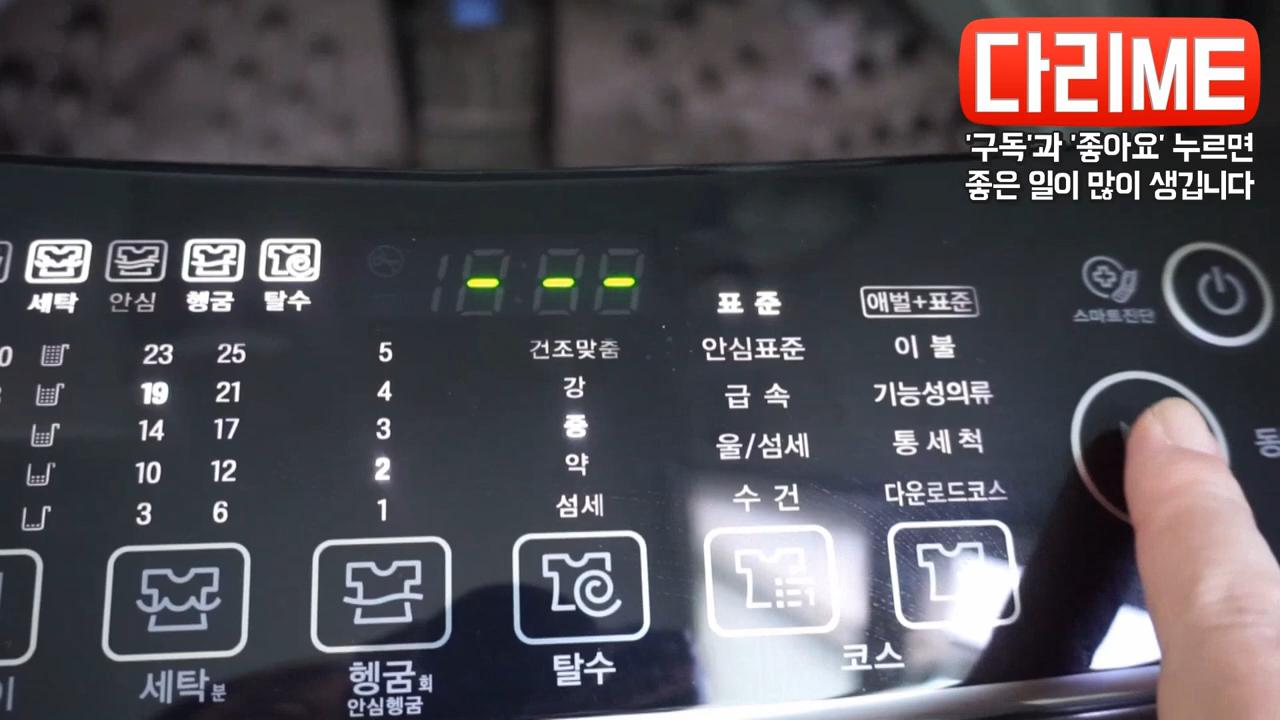 다리ME
'구독'과 '좋아요' 누르면
좋은 일이 많이 생깁니다
세탁 안심 헹굼 탈수
스마트진단
표준 애벌+표준
안심표준 이불
급속 기능성의류
울/섬세 통세척
수건 다운로드코스
23 25 5 건조맞춤
19 21 4 강
14 17 3 중
10 12 2 약
3 6 1 섬세
세탁분 헹굼회 탈수 코스
안심헹굼